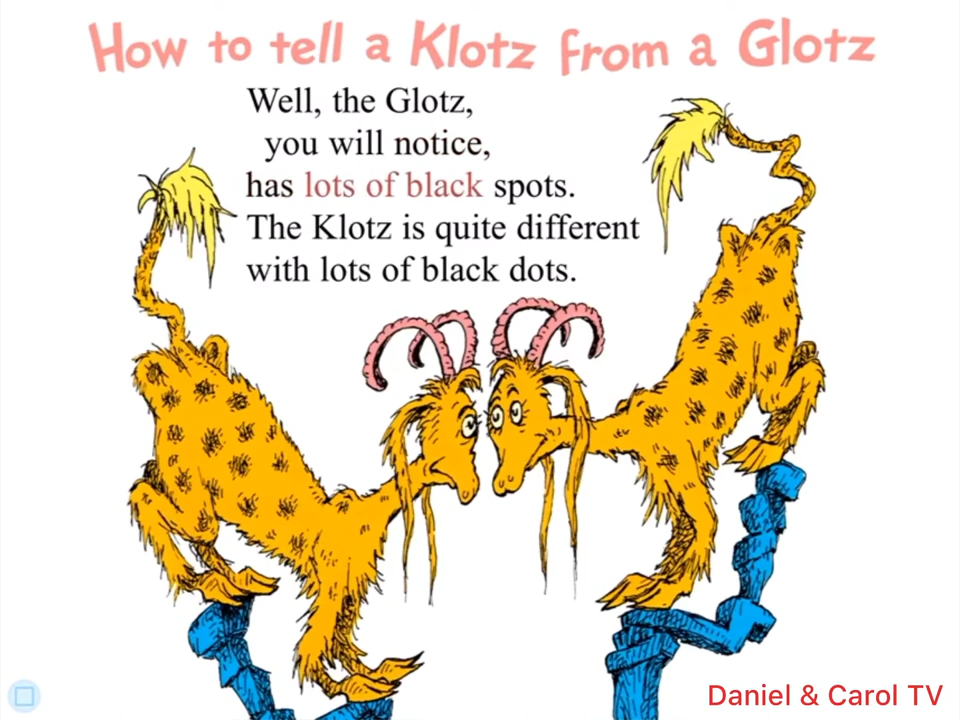 How to tell a Klotz from a Glotz
Well, the Glotz,
you will notice,
has lots of black spots.
The Klotz is quite different
with lots of black dots.
Daniel & Carol TV